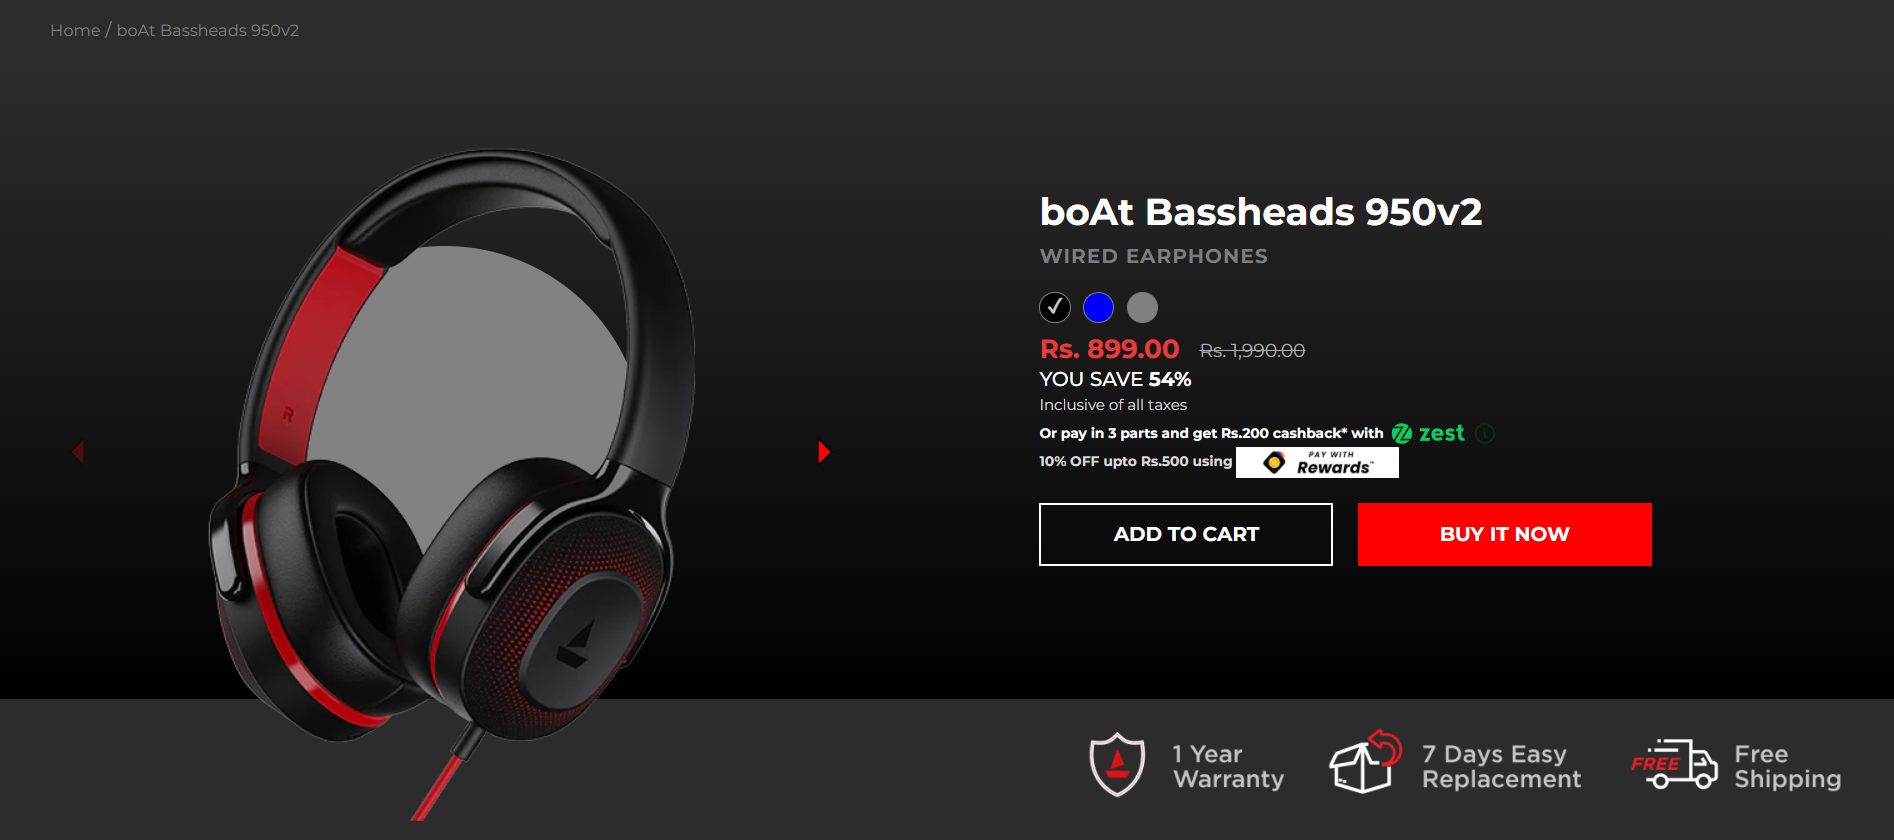 Home / boAt Bassheads 950v2
boAt Bassheads 950v2
WIRED EARPHONES
Rs. 899.00 Rs. 1,990.00
YOU SAVE 54%
Inclusive of all taxes
Or pay in 3 parts and get Rs.200 cashback* with zest
10% OFF upto Rs.500 using PAY WITH Rewards™
ADD TO CART
BUY IT NOW
R
1 Year
Warranty
7 Days Easy
Replacement
FREE
Free
Shipping